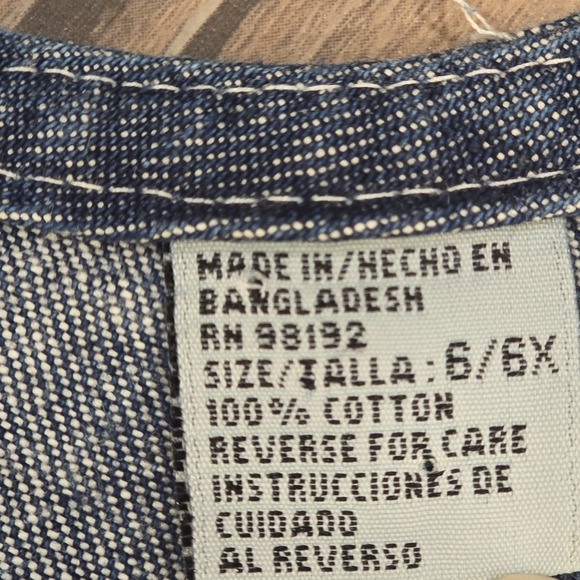 MADE IN/HECHO EN
BANGLADESH
RN 98192
SIZE/TALLA: 6/6X
100% COTTON
REVERSE FOR CARE
INSTRUCCIONES DE
CUIDADO
AL REVERSO